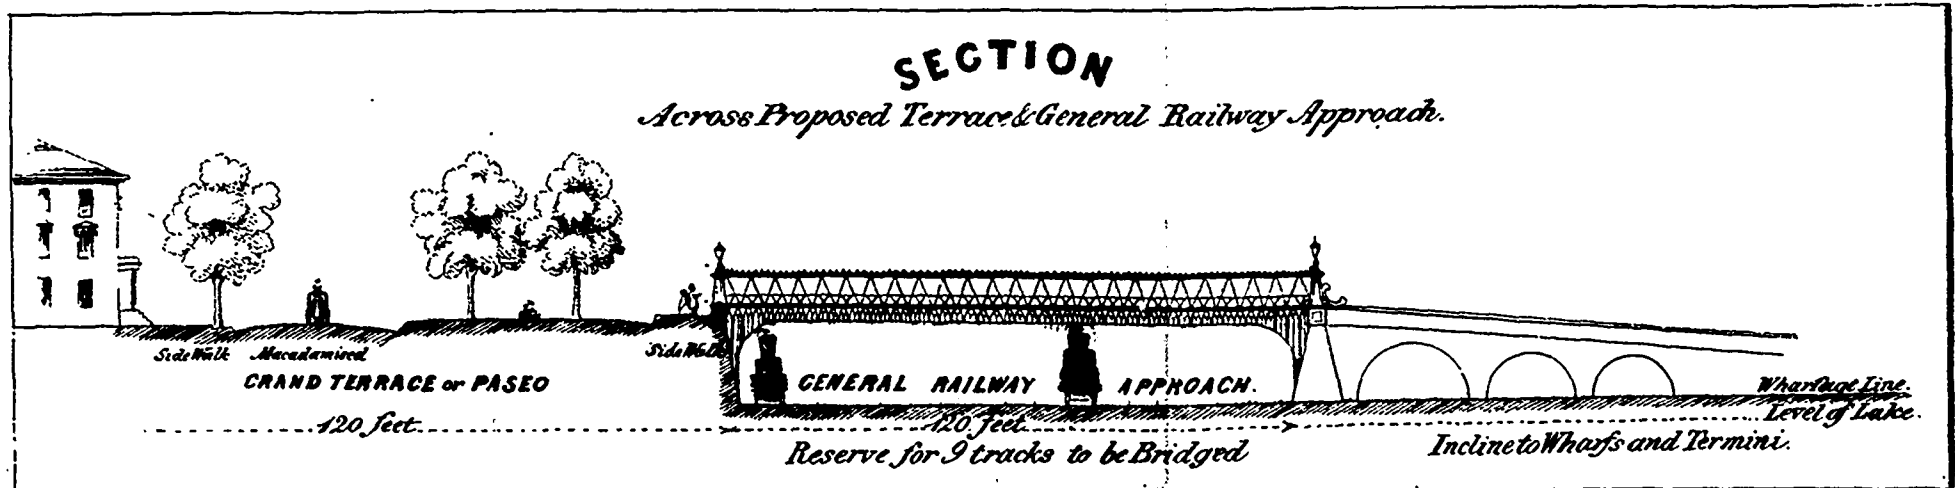 SECTION
Across Proposed Terrace & General Railway Approach.
Side Walk
Macadamised
Side Walk
GRAND TERRACE or PASEO
GENERAL RAILWAY APPROACH.
Wharfage Line.
Level of Lake.
120 feet
120 feet
Reserve for 9 tracks to be Bridged
Incline to Wharfs and Termini.